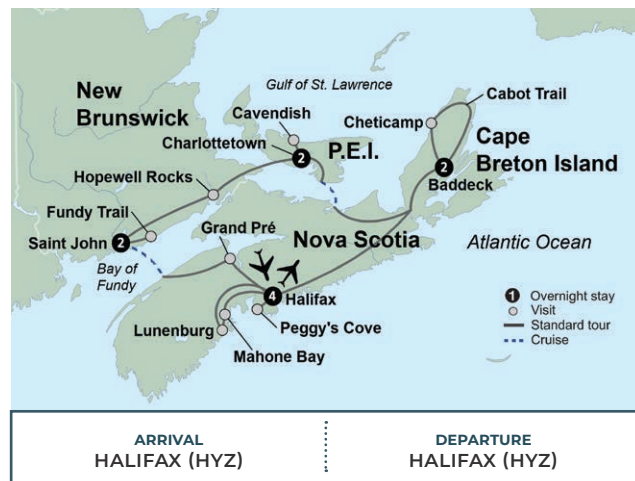 New
Brunswick
Gulf of St. Lawrence
Cavendish
Charlottetown
2
P.E.I.
Cabot Trail
Cheticamp
Cape
Breton Island
2
Baddeck
Hopewell Rocks
Fundy Trail
Saint John
2
Bay of
Fundy
Grand Pré
Nova Scotia
Atlantic Ocean
4
Halifax
Peggy's Cove
Lunenburg
Mahone Bay
1 Overnight stay
Visit
Standard tour
Cruise
ARRIVAL
HALIFAX (HYZ)
DEPARTURE
HALIFAX (HYZ)